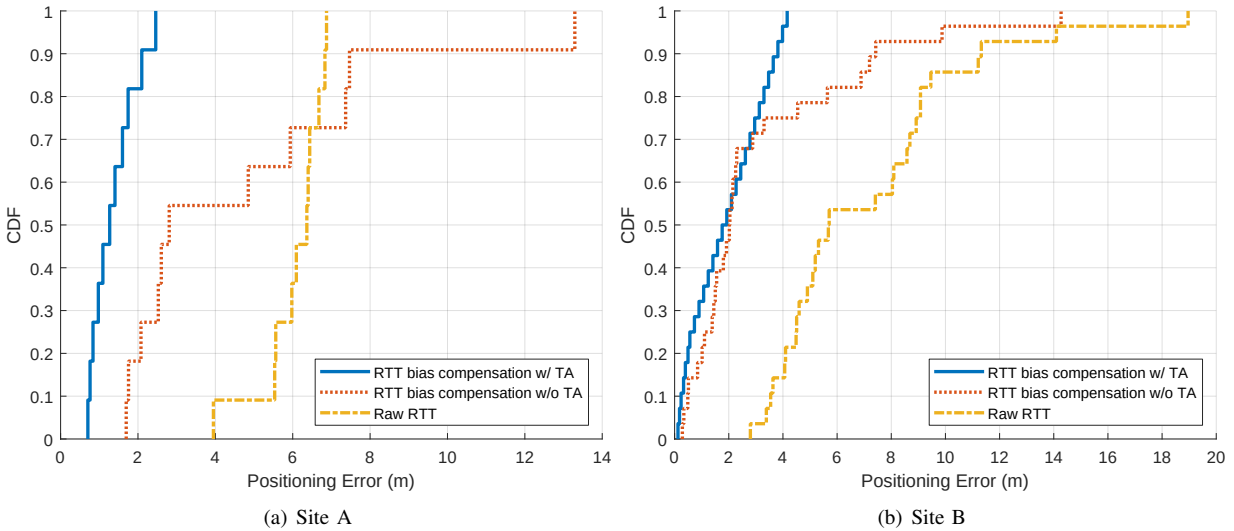 1
0.9
0.8
0.7
0.6
0.5
0.4
0.3
0.2
0.1
0
CDF
0 2 4 6 8 10 12 14
Positioning Error (m)
RTT bias compensation w/ TA
RTT bias compensation w/o TA
Raw RTT
(a) Site A
1
0.9
0.8
0.7
0.6
0.5
0.4
0.3
0.2
0.1
0
CDF
0 2 4 6 8 10 12 14 16 18 20
Positioning Error (m)
RTT bias compensation w/ TA
RTT bias compensation w/o TA
Raw RTT
(b) Site B